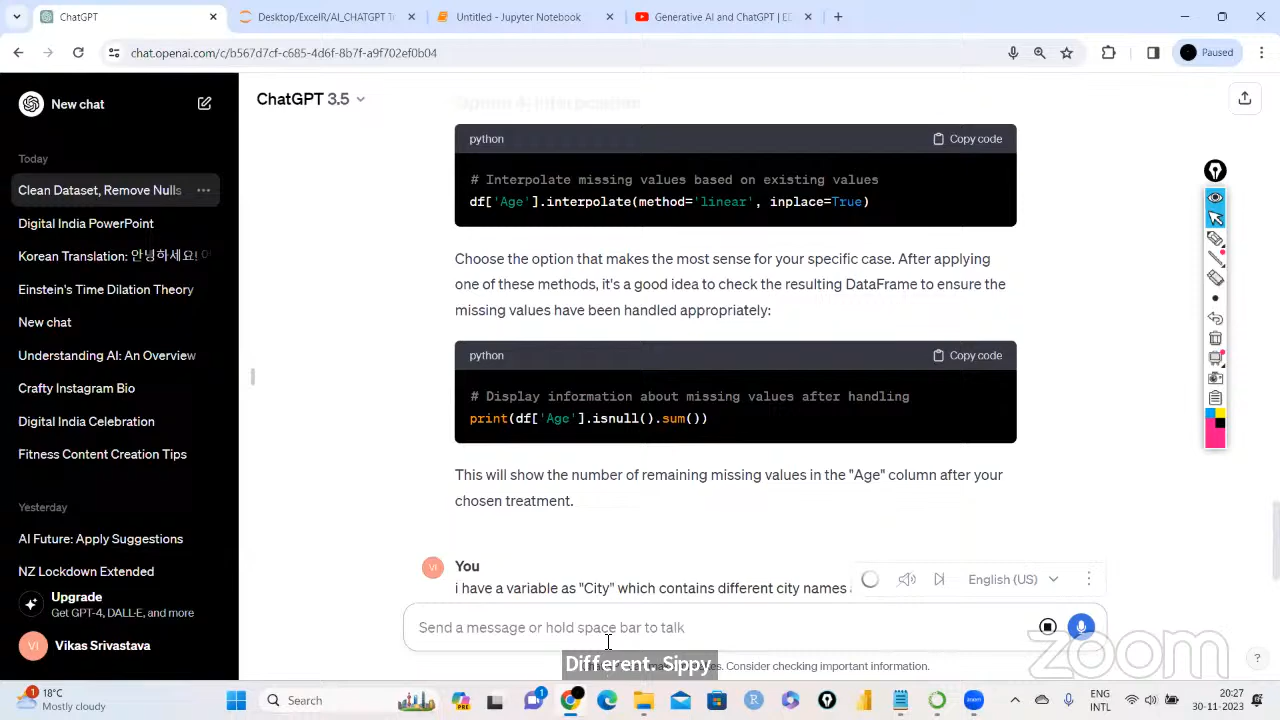 ChatGPT
Desktop/ExcelR/AI_CHATGPT T
Untitled - Jupyter Notebook
Generative AI and ChatGPT | E
chat.openai.com/c/b567d7cf-c685-4d6f-8b7f-a9f702ef0b04
Paused
New chat
ChatGPT 3.5
Today
Clean Dataset, Remove Nulls
Digital India PowerPoint
Korean Translation: 안녕하세요! 이
Einstein's Time Dilation Theory
New chat
Understanding AI: An Overview
Crafty Instagram Bio
Digital India Celebration
Fitness Content Creation Tips
Yesterday
AI Future: Apply Suggestions
NZ Lockdown Extended
Upgrade
Get GPT-4, DALL-E, and more
VI
Vikas Srivastava
python
Copy code
# Interpolate missing values based on existing values
df['Age'].interpolate(method='linear', inplace=True)
Choose the option that makes the most sense for your specific case. After applying
one of these methods, it's a good idea to check the resulting DataFrame to ensure the
missing values have been handled appropriately:
python
Copy code
# Display information about missing values after handling
print(df['Age'].isnull().sum())
This will show the number of remaining missing values in the "Age" column after your
chosen treatment.
VI
You
i have a variable as "City" which contains different city names
English (US)
Send a message or hold space bar to talk
Different. Sippy
Consider checking important information.
zoom
?
18°C
Mostly cloudy
Search
PRE
1
R
ENG
INTL
20:27
30-11-2023